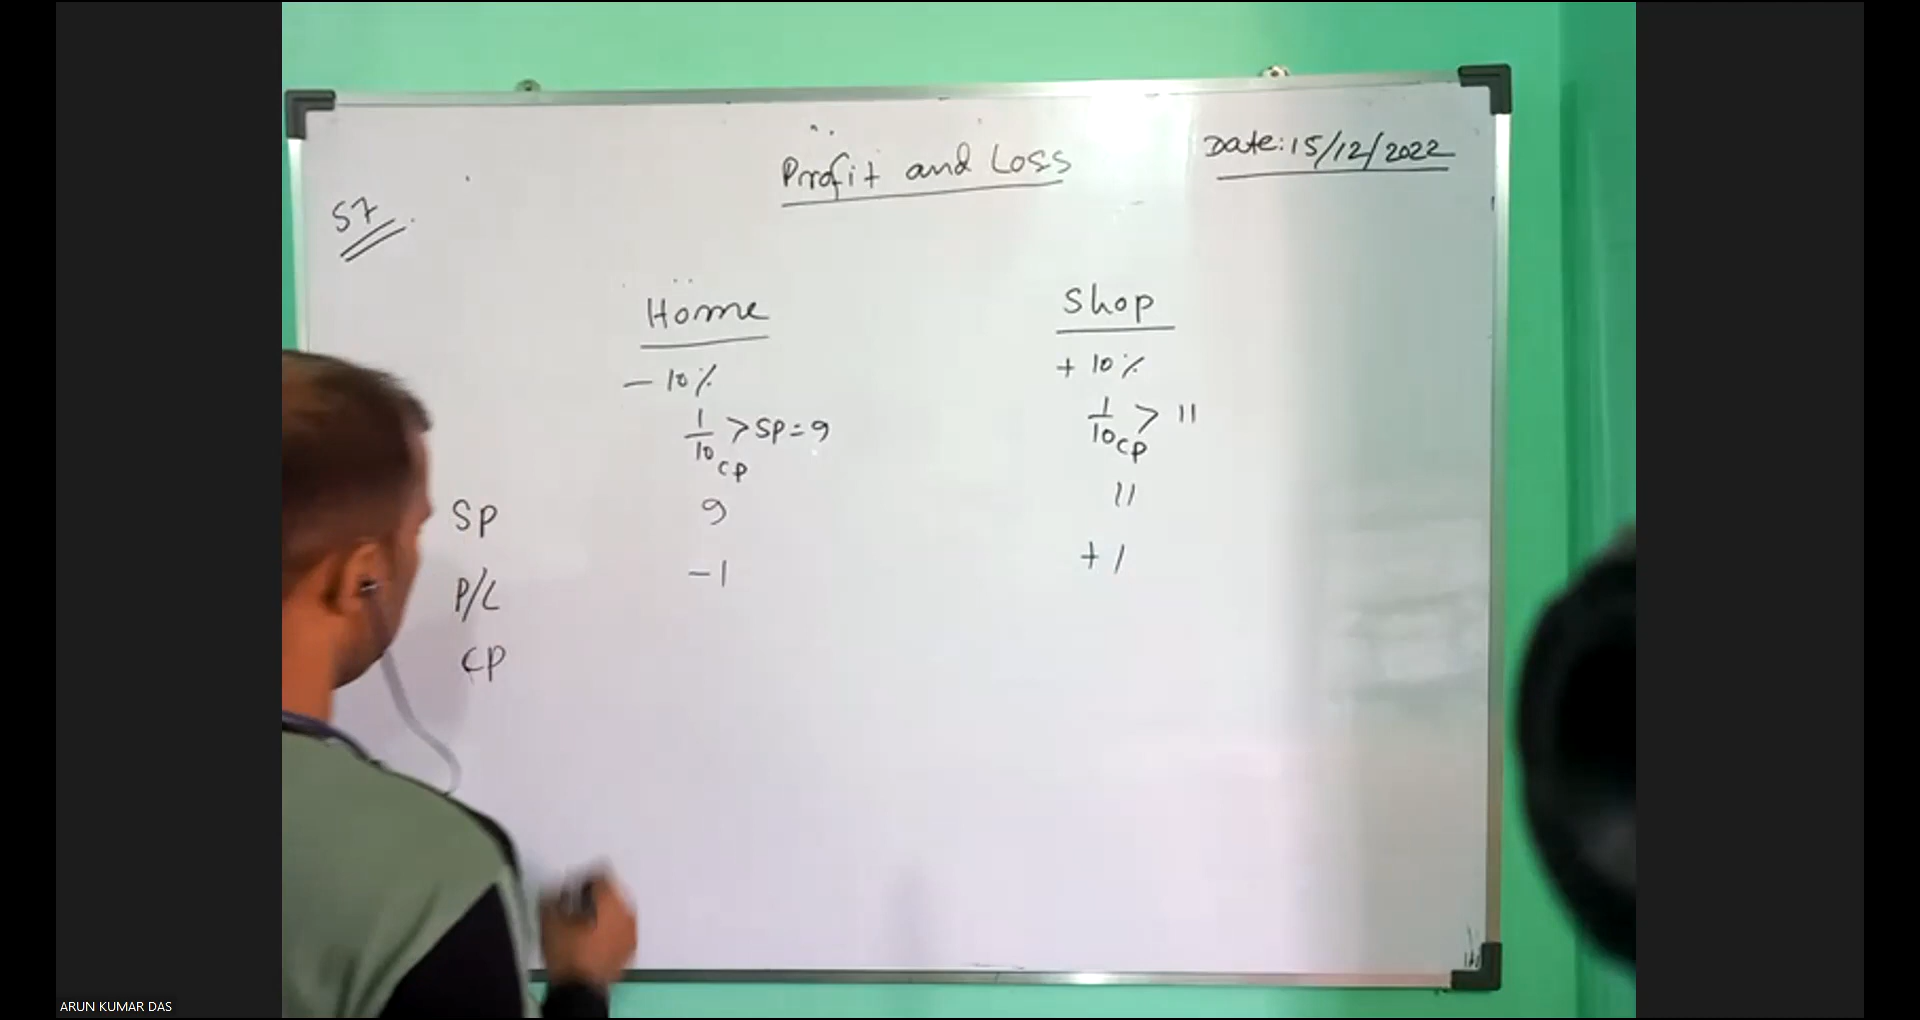 Profit and Loss
Date: 15/12/2022
57
Home
Shop
- 10%
+ 10%
1/10 CP > SP = 9
1/10 CP > 11
SP 9 11
P/L -1 +1
CP
ARUN KUMAR DAS